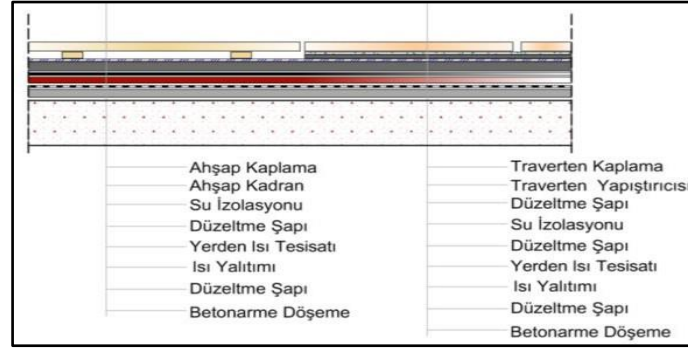 Ahşap Kaplama
Ahşap Kadran
Su İzolasyonu
Düzeltme Şapı
Yerden Isı Tesisatı
Isı Yalıtımı
Düzeltme Şapı
Betonarme Döşeme
Traverten Kaplama
Traverten Yapıştırıcısı
Düzeltme Şapı
Su İzolasyonu
Düzeltme Şapı
Yerden Isı Tesisatı
Isı Yalıtımı
Düzeltme Şapı
Betonarme Döşeme